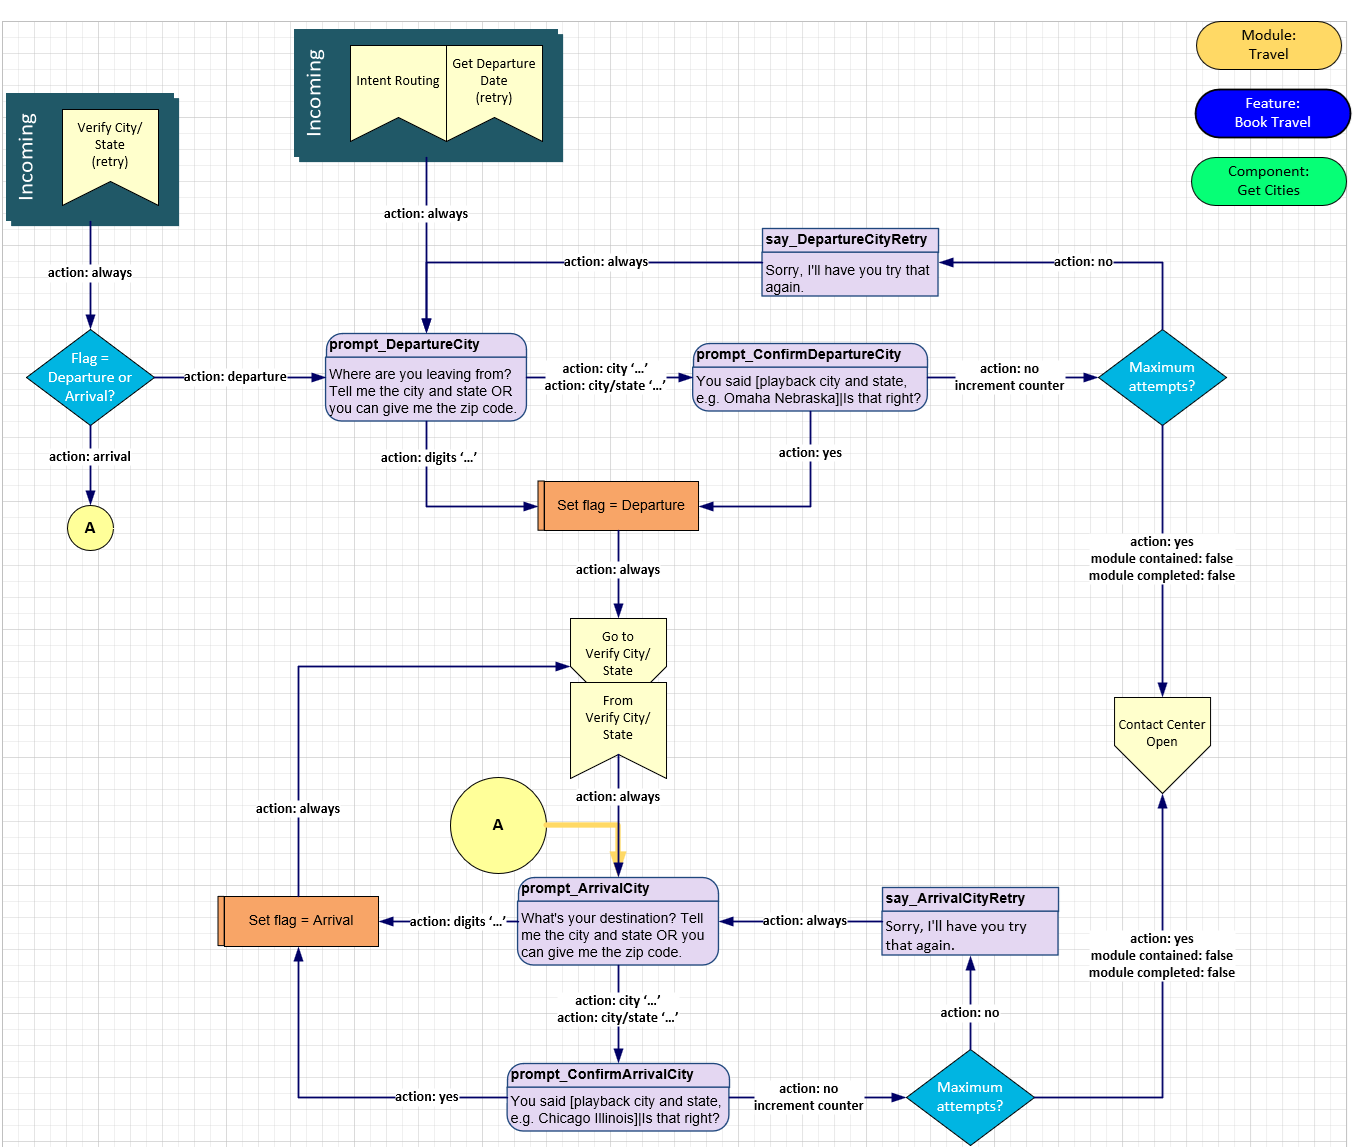 Module:
Travel
Feature:
Book Travel
Component:
Get Cities
Incoming
Intent Routing
Get Departure
Date
(retry)
Incoming
Verify City/
State
(retry)
action: always
action: always
say_DepartureCityRetry
Sorry, I'll have you try that
again.
action: always
action: no
Flag =
Departure or
Arrival?
action: departure
prompt_DepartureCity
Where are you leaving from?
Tell me the city and state OR
you can give me the zip code.
action: city ‘...’
action: city/state ‘...’
prompt_ConfirmDepartureCity
You said [playback city and state,
e.g. Omaha Nebraska]|Is that right?
action: no
increment counter
Maximum
attempts?
action: arrival
A
action: digits ‘...’
action: yes
Set flag = Departure
action: always
action: yes
module contained: false
module completed: false
Go to
Verify City/
State
From
Verify City/
State
Contact Center
Open
action: always
action: always
A
prompt_ArrivalCity
What's your destination? Tell
me the city and state OR you
can give me the zip code.
Set flag = Arrival
action: digits ‘...’
action: always
say_ArrivalCityRetry
Sorry, I'll have you try
that again.
action: yes
module contained: false
module completed: false
action: city ‘...’
action: city/state ‘...’
action: no
prompt_ConfirmArrivalCity
You said [playback city and state,
e.g. Chicago Illinois]|Is that right?
action: yes
action: no
increment counter
Maximum
attempts?